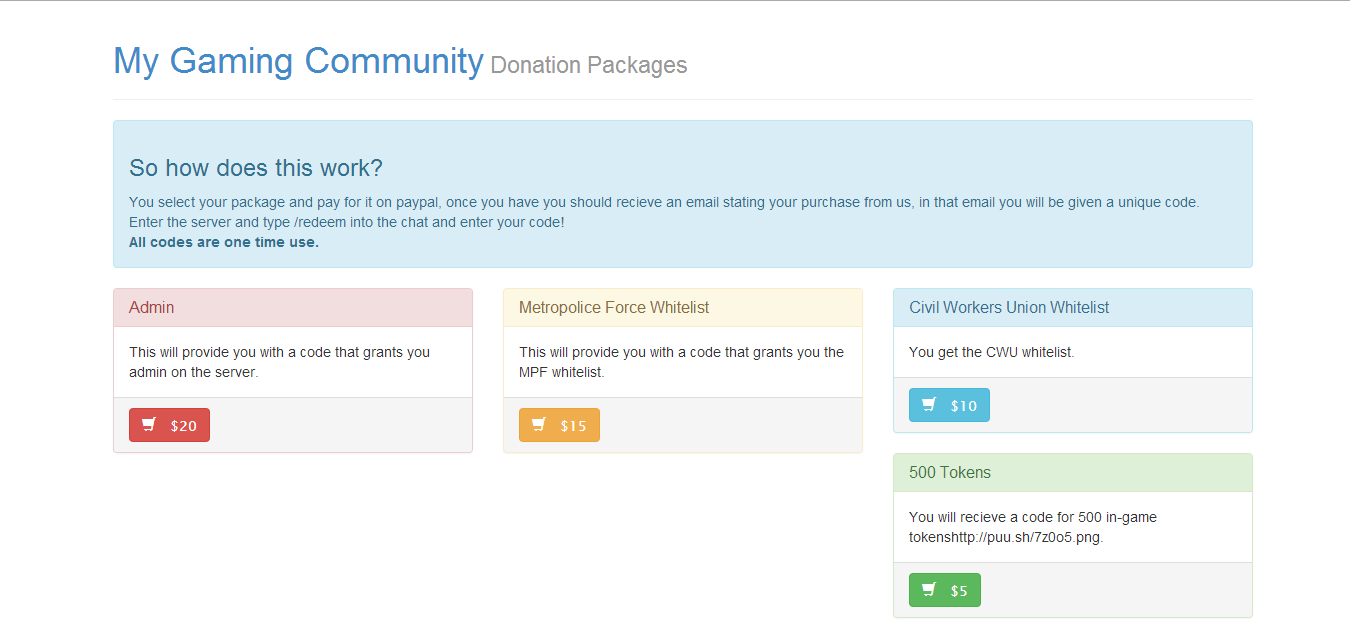 My Gaming Community Donation Packages
So how does this work?
You select your package and pay for it on paypal, once you have you should recieve an email stating your purchase from us, in that email you will be given a unique code.
Enter the server and type /redeem into the chat and enter your code!
All codes are one time use.
Admin
This will provide you with a code that grants you
admin on the server.
$20
Metropolice Force Whitelist
This will provide you with a code that grants you the
MPF whitelist.
$15
Civil Workers Union Whitelist
You get the CWU whitelist.
$10
500 Tokens
You will recieve a code for 500 in-game
tokenshttp://puu.sh/7z0o5.png.
$5